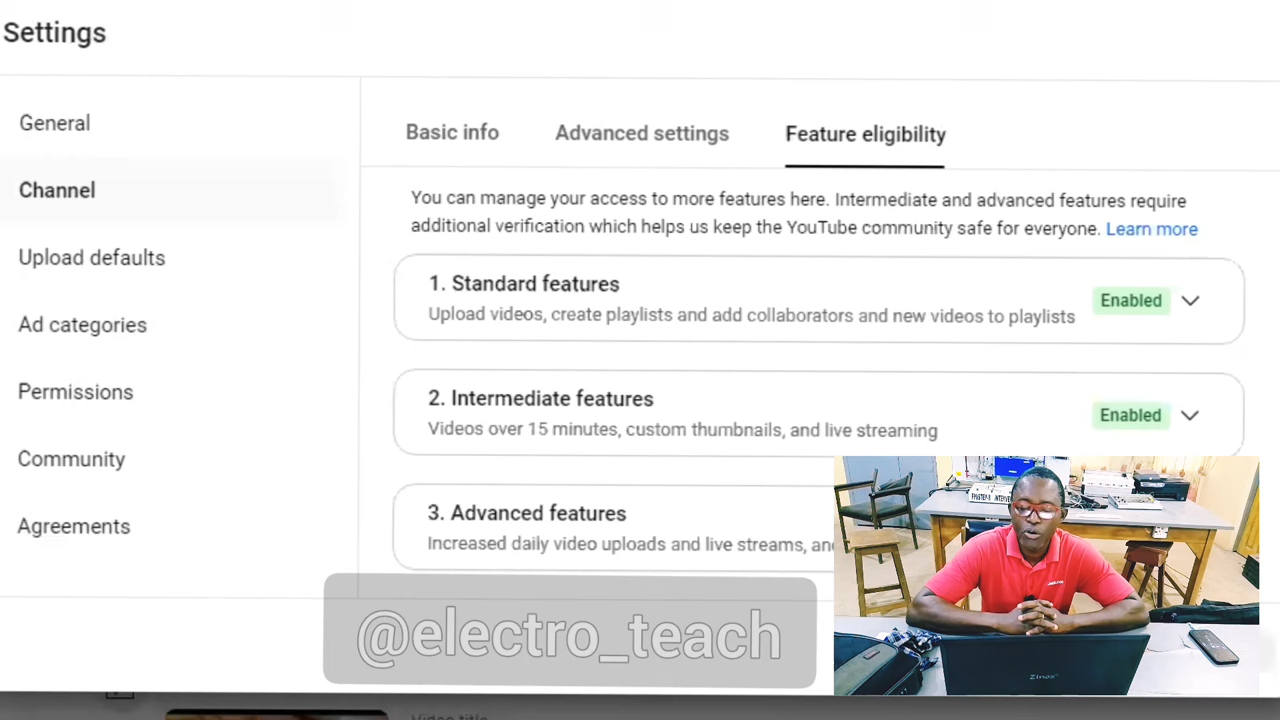 Settings
General
Channel
Upload defaults
Ad categories
Permissions
Community
Agreements
Basic info
Advanced settings
Feature eligibility
You can manage your access to more features here. Intermediate and advanced features require
additional verification which helps us keep the YouTube community safe for everyone. Learn more
1. Standard features
Upload videos, create playlists and add collaborators and new videos to playlists
Enabled
2. Intermediate features
Videos over 15 minutes, custom thumbnails, and live streaming
Enabled
3. Advanced features
Increased daily video uploads and live streams,
@electro_teach
Video title